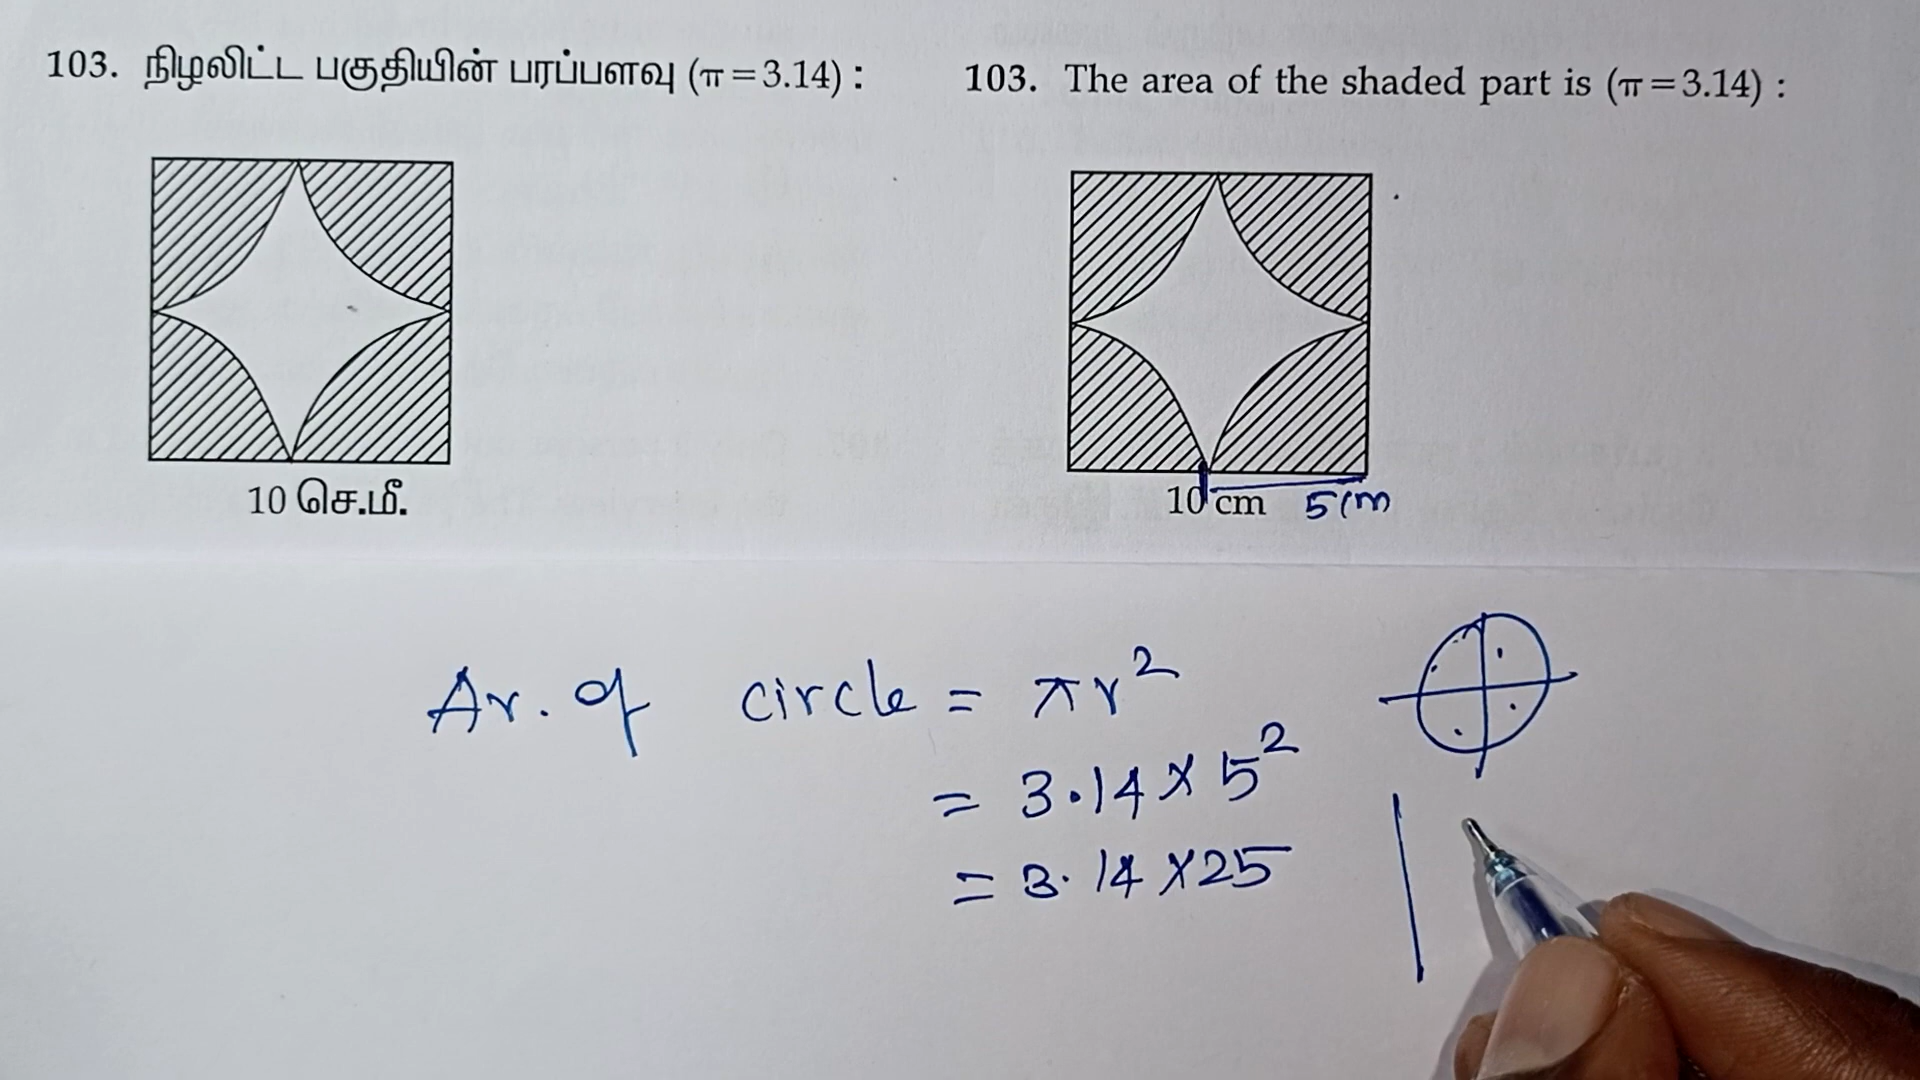 103. நிழலிட்ட பகுதியின் பரப்பளவு (π=3.14) :
10 செ.மீ.
103. The area of the shaded part is (π=3.14) :
10 cm 5cm
Ar. of circle = πr²
= 3.14 × 5²
= 3.14 × 25